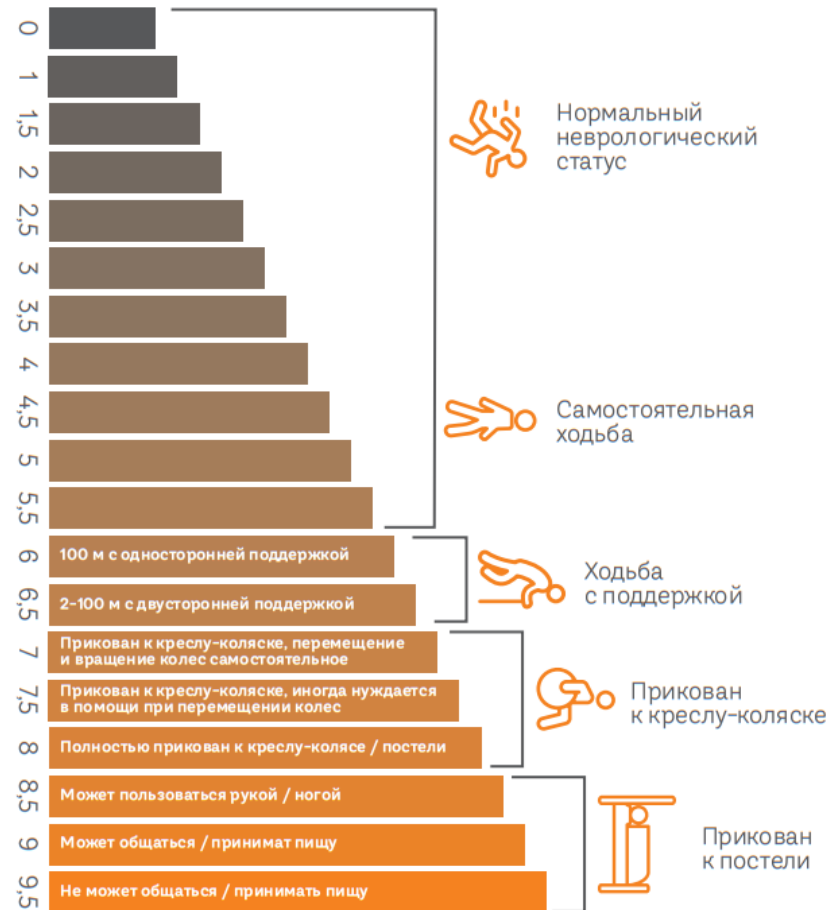 0
1
1,5
2
2,5
3
3,5
4
4,5
5
5,5
6
6,5
7
7,5
8
8,5
9
9,5
Нормальный
неврологический
статус
Самостоятельная
ходьба
100 м с односторонней поддержкой
2-100 м с двусторонней поддержкой
Ходьба
с поддержкой
Прикован к креслу-коляске, перемещение
и вращение колес самостоятельное
Прикован к креслу-коляске, иногда нуждается
в помощи при перемещении колес
Полностью прикован к креслу-колясе / постели
Прикован
к креслу-коляске
Может пользоваться рукой / ногой
Может общаться / принимат пищу
Не может общаться / принимать пищу
Прикован
к постели